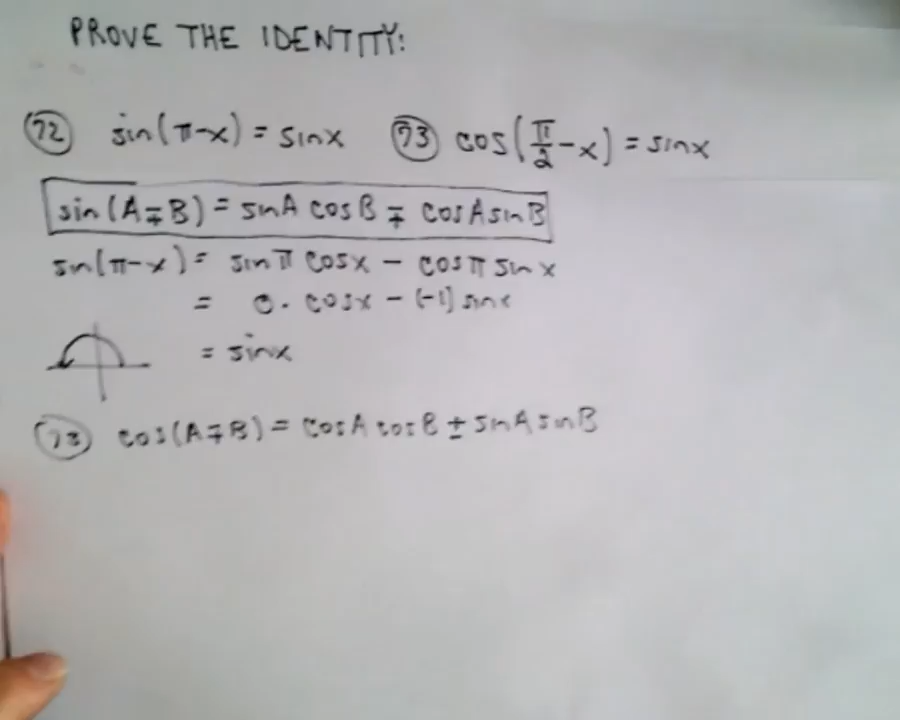 PROVE THE IDENTITY:
72 sin(π-x) = sinx 73 cos(π/2-x) = sinx
sin(A∓B) = sinA cosB ∓ cosA sinB
sin(π-x) = sinπ cosx - cosπ sinx
= 0. cosx - (-1) sinx
= sinx
73 cos(A∓B) = cosA cosB ± sinA sinB